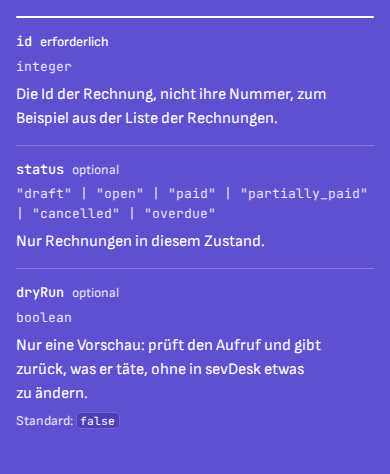 id erforderlich
integer
Die Id der Rechnung, nicht ihre Nummer, zum
Beispiel aus der Liste der Rechnungen.
status optional
"draft" | "open" | "paid" | "partially_paid"
| "cancelled" | "overdue"
Nur Rechnungen in diesem Zustand.
dryRun optional
boolean
Nur eine Vorschau: prüft den Aufruf und gibt
zurück, was er täte, ohne in sevDesk etwas
zu ändern.
Standard: false